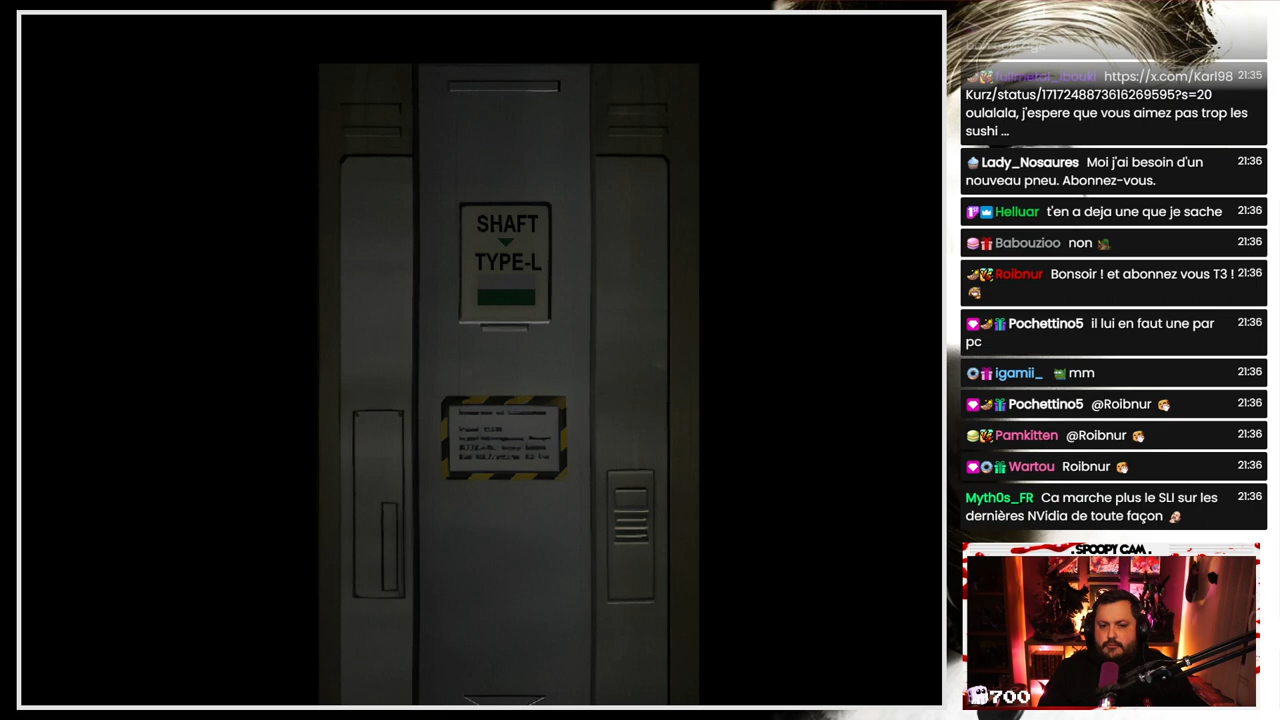 SHAFT
TYPE-L
fullmetal_iboukl https://x.com/Karl98 21:35
Kurz/status/1717248873616269595?s=20
oulalala, j'espere que vous aimez pas trop les
sushi ...
Lady_Nosaures Moi j'ai besoin d'un 21:36
nouveau pneu. Abonnez-vous.
Helluar t'en a deja une que je sache 21:36
Babouzioo non 21:36
Roibnur Bonsoir ! et abonnez vous T3 ! 21:36
Pochettino5 il lui en faut une par 21:36
pc
igamii_ mm 21:36
Pochettino5 @Roibnur 21:36
Pamkitten @Roibnur 21:36
Wartou Roibnur 21:36
Myth0s_FR Ca marche plus le SLI sur les 21:36
dernières NVidia de toute façon
. SPOOPY CAM .
700